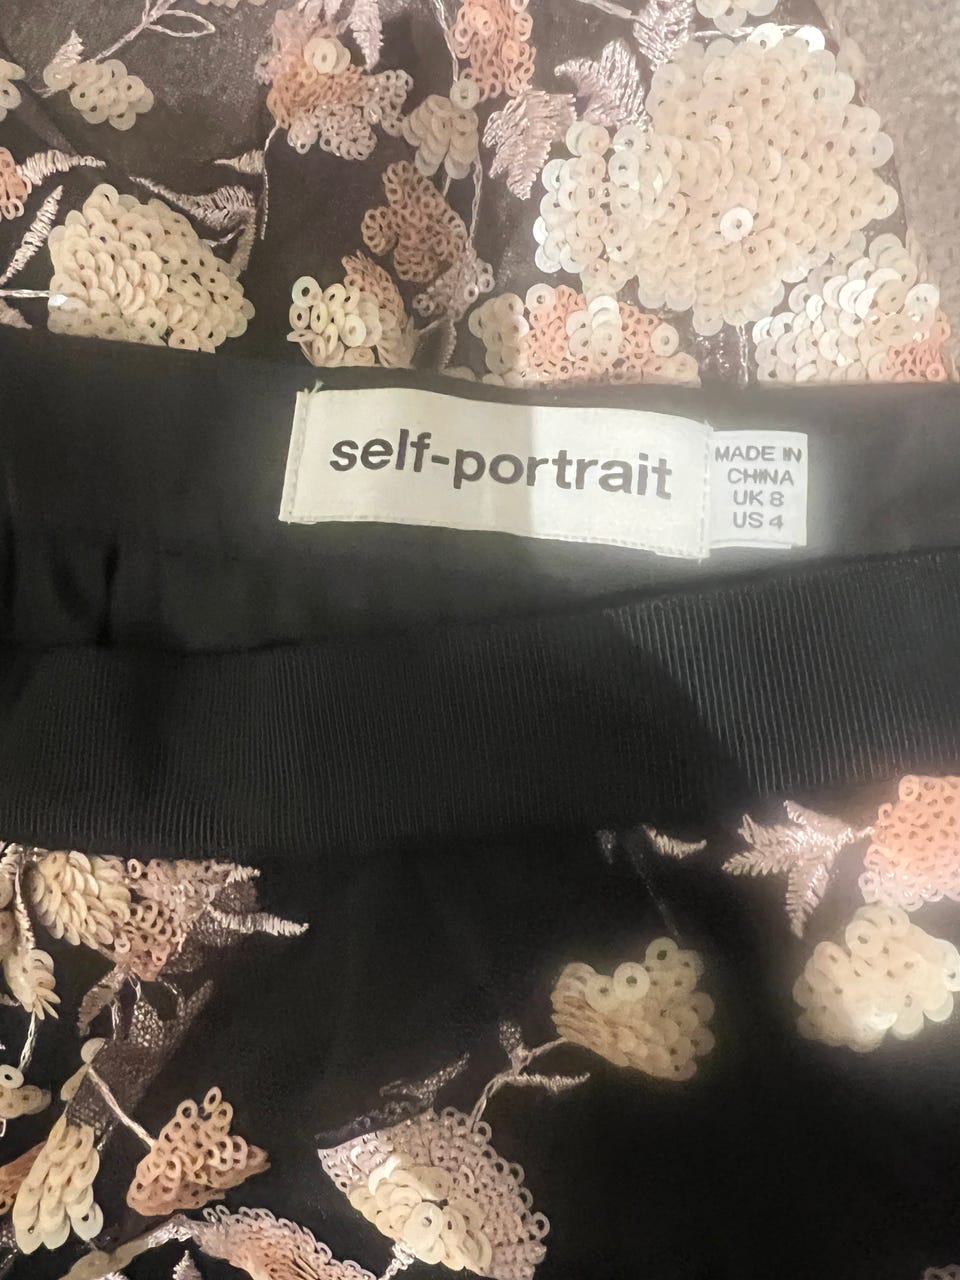 self-portrait
MADE IN
CHINA
UK 8
US 4